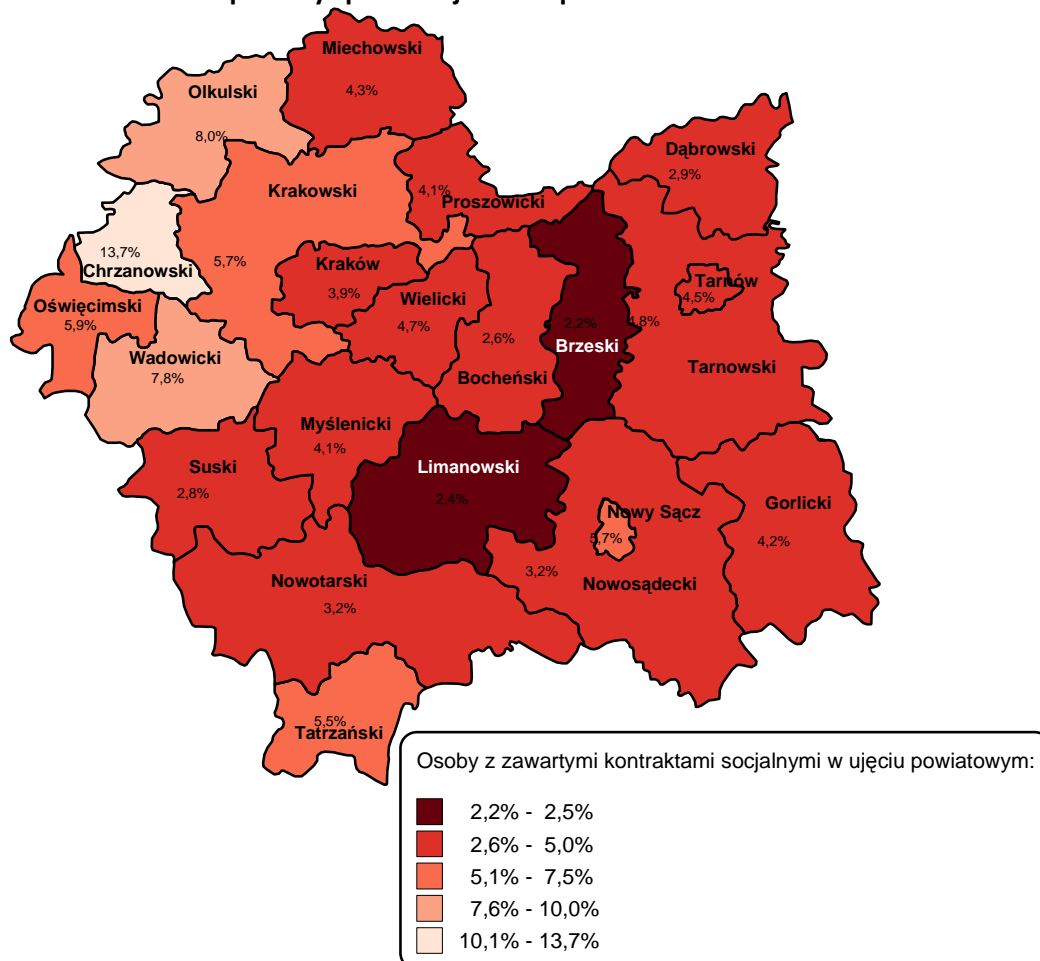 Miechowski
4,3%
Olkulski
8,0%
Dąbrowski
2,9%
Krakowski
5,7%
4,1%
Proszowicki
13,7%
Chrzanowski
Kraków
3,9%
Tarnów
4,5%
Oświęcimski
5,9%
Wielicki
4,7%
2,6%
Bocheński
2,2%
Brzeski
4,8%
Tarnowski
Wadowicki
7,8%
Myślenicki
4,1%
Suski
2,8%
Limanowski
2,4%
Nowy Sącz
5,7%
Gorlicki
4,2%
3,2%
Nowosądecki
Nowotarski
3,2%
5,5%
Tatrzański
Osoby z zawartymi kontraktami socjalnymi w ujęciu powiatowym:
2,2% - 2,5%
2,6% - 5,0%
5,1% - 7,5%
7,6% - 10,0%
10,1% - 13,7%